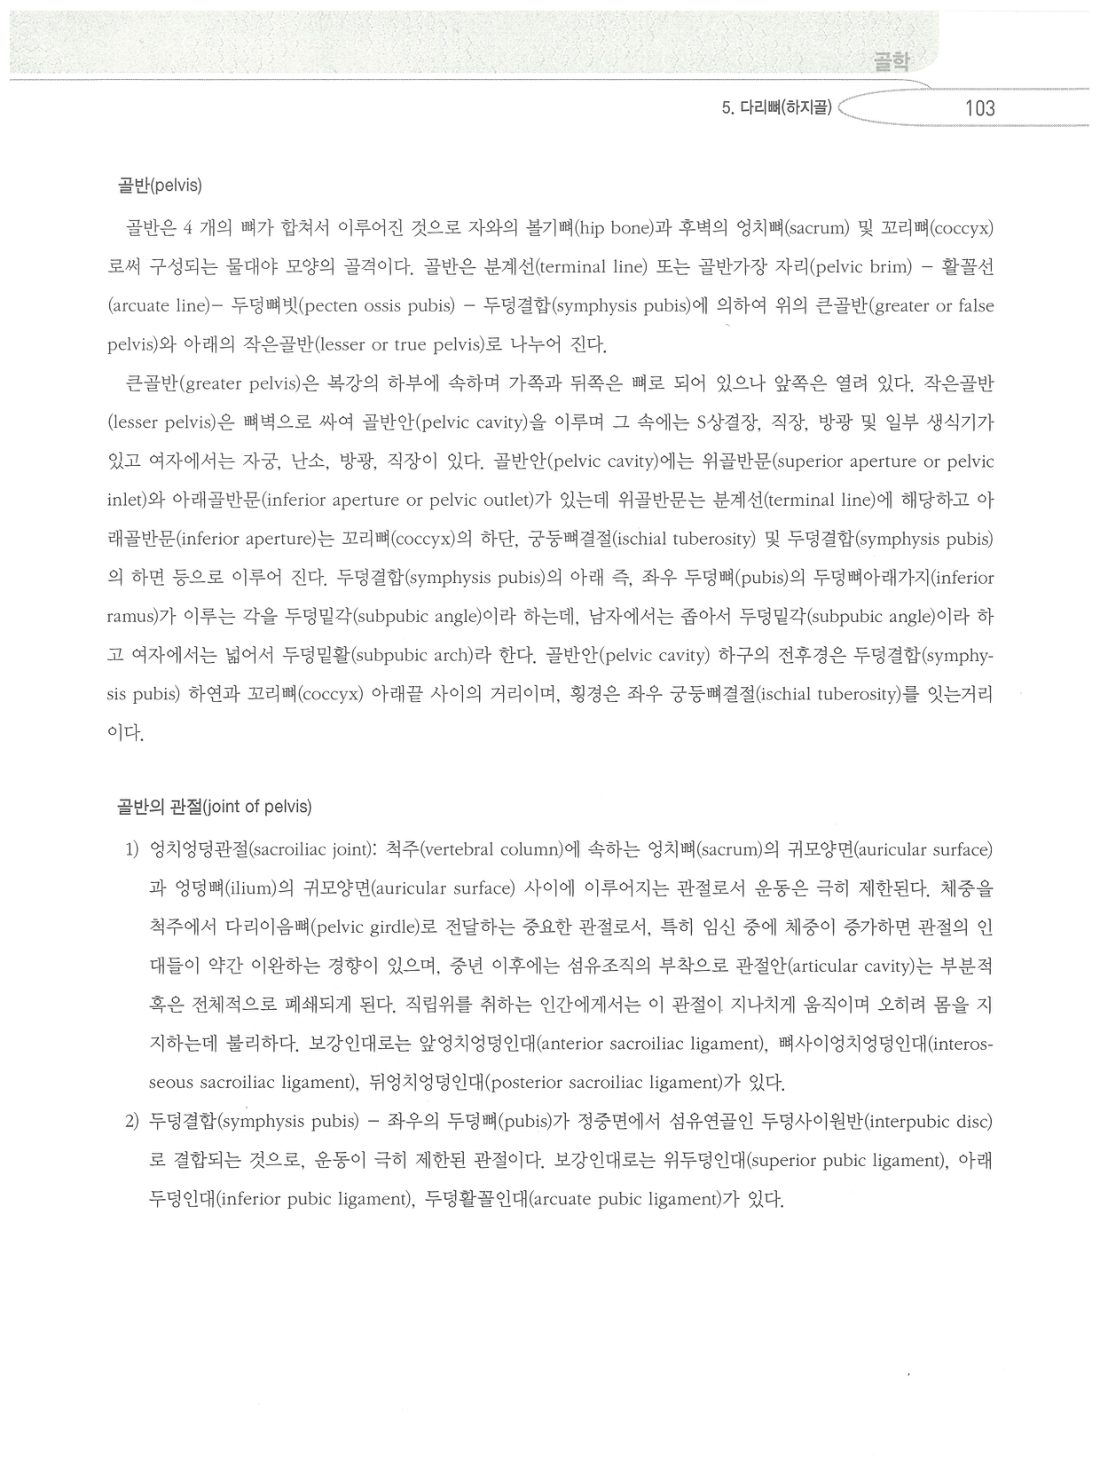 골학
5. 다리뼈(하지골)
103
골반(pelvis)
골반은 4 개의 뼈가 합쳐서 이루어진 것으로 자와의 볼기뼈(hip bone)과 후벽의 엉치뼈(sacrum) 및 꼬리뼈(coccyx)
로써 구성되는 물대야 모양의 골격이다. 골반은 분계선(terminal line) 또는 골반가장 자리(pelvic brim) - 활꼴선
(arcuate line)- 두덩뼈빗(pecten ossis pubis) - 두덩결합(symphysis pubis)에 의하여 위의 큰골반(greater or false
pelvis)와 아래의 작은골반(lesser or true pelvis)로 나누어 진다.
큰골반(greater pelvis)은 복강의 하부에 속하며 가쪽과 뒤쪽은 뼈로 되어 있으나 앞쪽은 열려 있다. 작은골반
(lesser pelvis)은 뼈벽으로 싸여 골반안(pelvic cavity)을 이루며 그 속에는 S상결장, 직장, 방광 및 일부 생식기가
있고 여자에서는 자궁, 난소, 방광, 직장이 있다. 골반안(pelvic cavity)에는 위골반문(superior aperture or pelvic
inlet)와 아래골반문(inferior aperture or pelvic outlet)가 있는데 위골반문는 분계선(terminal line)에 해당하고 아
래골반문(inferior aperture)는 꼬리뼈(coccyx)의 하단, 궁둥뼈결절(ischial tuberosity) 및 두덩결합(symphysis pubis)
의 하면 등으로 이루어 진다. 두덩결합(symphysis pubis)의 아래 즉, 좌우 두덩뼈(pubis)의 두덩뼈아래가지(inferior
ramus)가 이루는 각을 두덩밑각(subpubic angle)이라 하는데, 남자에서는 좁아서 두덩밑각(subpubic angle)이라 하
고 여자에서는 넓어서 두덩밑활(subpubic arch)라 한다. 골반안(pelvic cavity) 하구의 전후경은 두덩결합(symphy-
sis pubis) 하연과 꼬리뼈(coccyx) 아래끝 사이의 거리이며, 횡경은 좌우 궁둥뼈결절(ischial tuberosity)를 잇는거리
이다.
골반의 관절(joint of pelvis)
1) 엉치엉덩관절(sacroiliac joint): 척주(vertebral column)에 속하는 엉치뼈(sacrum)의 귀모양면(auricular surface)
과 엉덩뼈(ilium)의 귀모양면(auricular surface) 사이에 이루어지는 관절로서 운동은 극히 제한된다. 체중을
척주에서 다리이음뼈(pelvic girdle)로 전달하는 중요한 관절로서, 특히 임신 중에 체중이 증가하면 관절의 인
대들이 약간 이완하는 경향이 있으며, 중년 이후에는 섬유조직의 부착으로 관절안(articular cavity)는 부분적
혹은 전체적으로 폐쇄되게 된다. 직립위를 취하는 인간에게서는 이 관절이 지나치게 움직이며 오히려 몸을 지
지하는데 불리하다. 보강인대로는 앞엉치엉덩인대(anterior sacroiliac ligament), 뼈사이엉치엉덩인대(interos-
seous sacroiliac ligament), 뒤엉치엉덩인대(posterior sacroiliac ligament)가 있다.
2) 두덩결합(symphysis pubis) - 좌우의 두덩뼈(pubis)가 정중면에서 섬유연골인 두덩사이원반(interpubic disc)
로 결합되는 것으로, 운동이 극히 제한된 관절이다. 보강인대로는 위두덩인대(superior pubic ligament), 아래
두덩인대(inferior pubic ligament), 두덩활꼴인대(arcuate pubic ligament)가 있다.